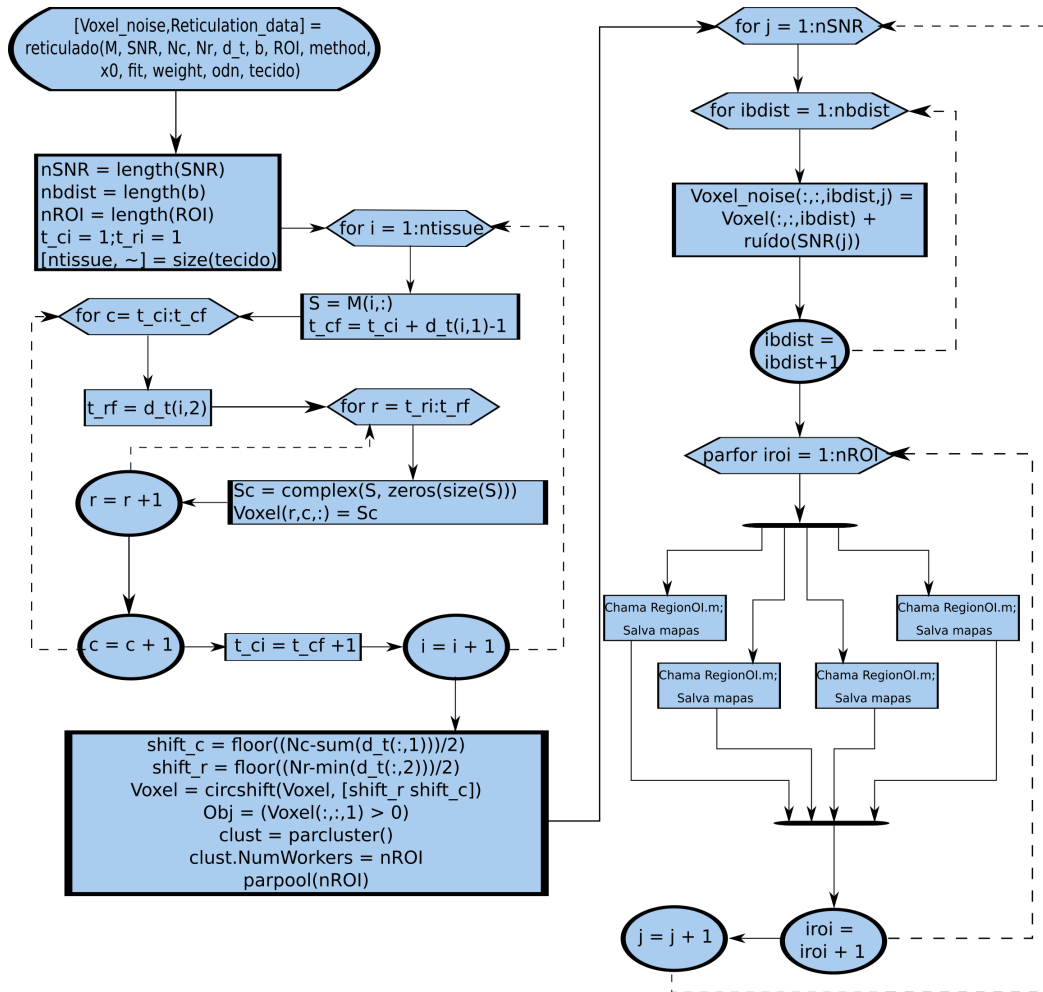 [Voxel_noise,Reticulation_data] =
reticulado(M, SNR, Nc, Nr, d_t, b, ROI, method,
x0, fit, weight, odn, tecido)
nSNR = length(SNR)
nbdist = length(b)
nROI = length(ROI)
t_ci = 1;t_ri = 1
[ntissue, ~] = size(tecido)
for i = 1:ntissue
S = M(i,:)
t_cf = t_ci + d_t(i,1)-1
for c= t_ci:t_cf
t_rf = d_t(i,2)
for r = t_ri:t_rf
Sc = complex(S, zeros(size(S)))
Voxel(r,c,:) = Sc
r = r +1
c = c + 1
t_ci = t_cf +1
i = i + 1
shift_c = floor((Nc-sum(d_t(:,1)))/2)
shift_r = floor((Nr-min(d_t(:,2)))/2)
Voxel = circshift(Voxel, [shift_r shift_c])
Obj = (Voxel(:,:,1) > 0)
clust = parcluster()
clust.NumWorkers = nROI
parpool(nROI)
for j = 1:nSNR
for ibdist = 1:nbdist
Voxel_noise(:,:,ibdist,j) =
Voxel(:,:,ibdist) +
ruído(SNR(j))
ibdist =
ibdist+1
parfor iroi = 1:nROI
Chama RegionOI.m;
Salva mapas
Chama RegionOI.m;
Salva mapas
Chama RegionOI.m;
Salva mapas
Chama RegionOI.m;
Salva mapas
iroi =
iroi + 1
j = j + 1